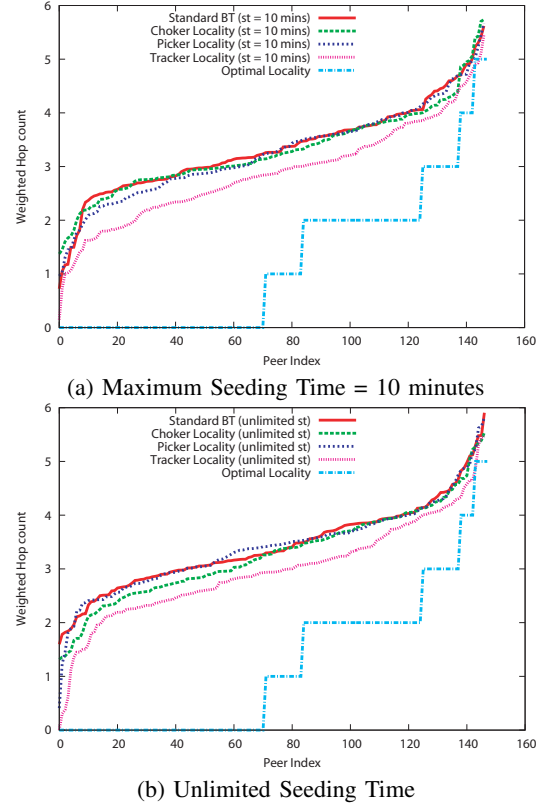 6
5
4
3
2
1
0
Weighted Hop count
Standard BT (st = 10 mins)
Choker Locality (st = 10 mins)
Picker Locality (st = 10 mins)
Tracker Locality (st = 10 mins)
Optimal Locality
0 20 40 60 80 100 120 140 160
Peer Index
(a) Maximum Seeding Time = 10 minutes
6
5
4
3
2
1
0
Weighted Hop count
Standard BT (unlimited st)
Choker Locality (unlimited st)
Picker Locality (unlimited st)
Tracker Locality (unlimited st)
Optimal Locality
0 20 40 60 80 100 120 140 160
Peer Index
(b) Unlimited Seeding Time